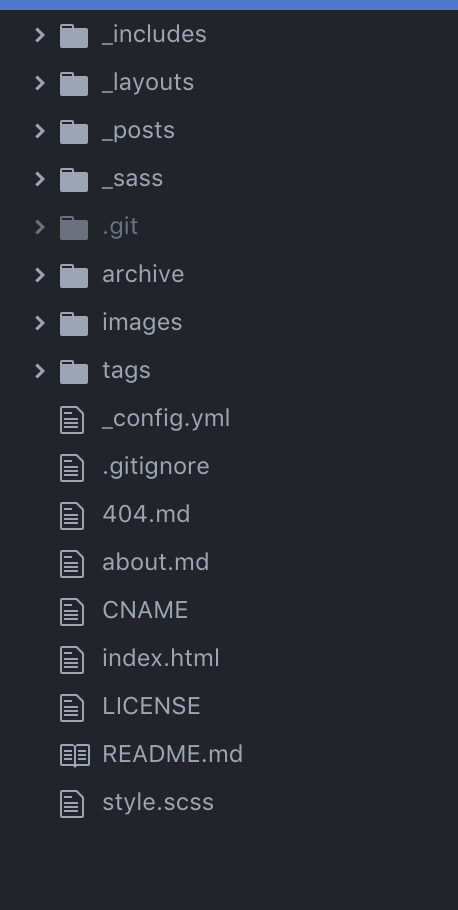 _includes
_layouts
_posts
_sass
.git
archive
images
tags
_config.yml
.gitignore
404.md
about.md
CNAME
index.html
LICENSE
README.md
style.scss